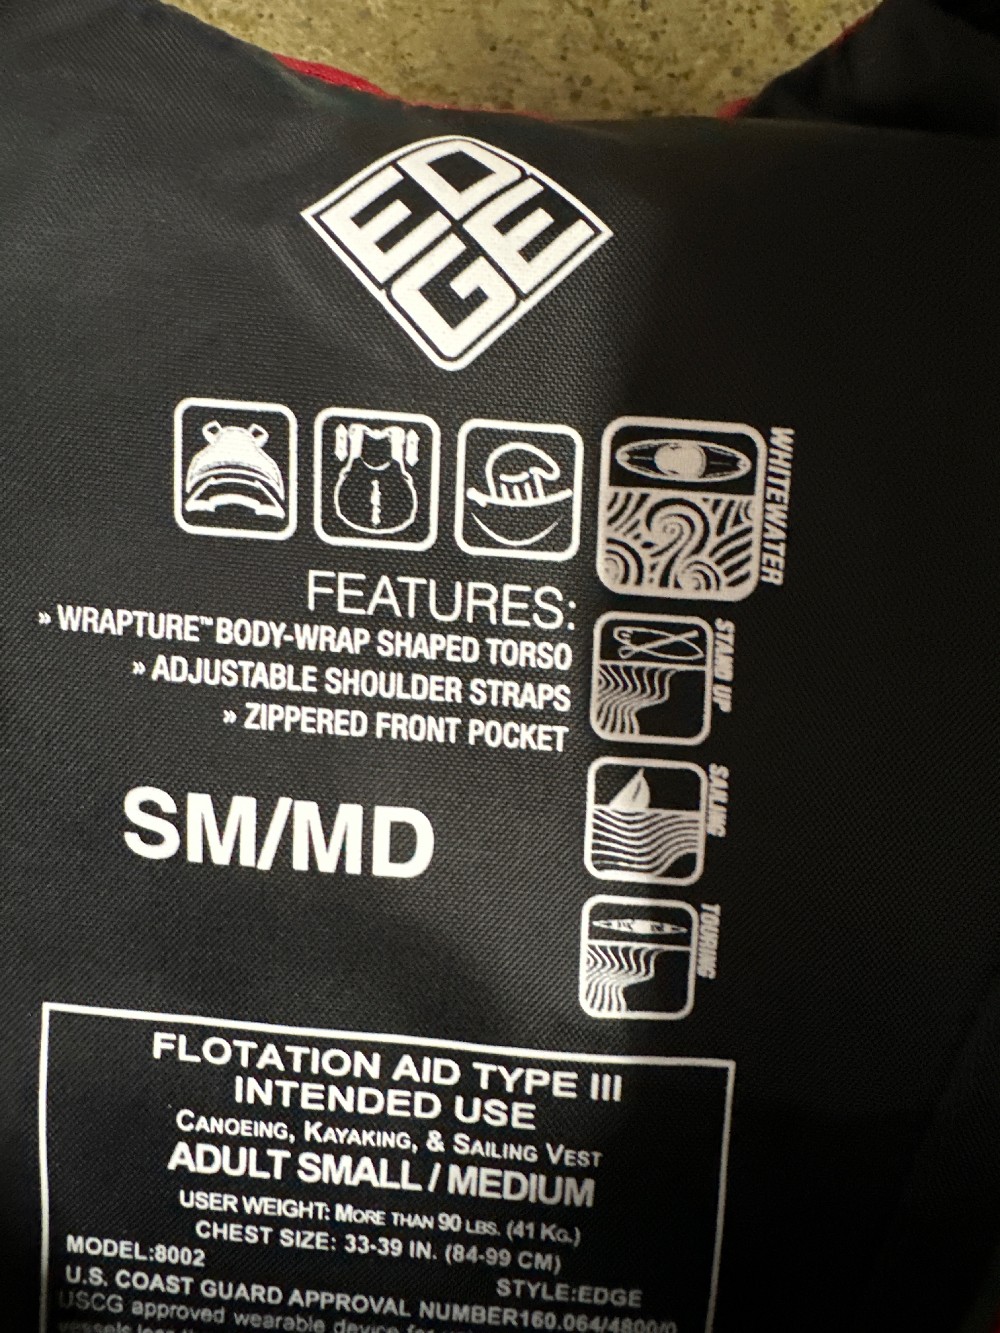 EDGE
WHITEWATER
FEATURES:
» WRAPTURE™ BODY-WRAP SHAPED TORSO
» ADJUSTABLE SHOULDER STRAPS
» ZIPPERED FRONT POCKET
STAND UP
SAILING
SM/MD
TOURING
FLOTATION AID TYPE III
INTENDED USE
CANOEING, KAYAKING, & SAILING VEST
ADULT SMALL / MEDIUM
USER WEIGHT: MORE THAN 90 LBS. (41 KG.)
CHEST SIZE: 33-39 IN. (84-99 CM)
MODEL:8002
STYLE:EDGE
U.S. COAST GUARD APPROVAL NUMBER160.064/4800/0
USCG approved wearable device for
vessels less